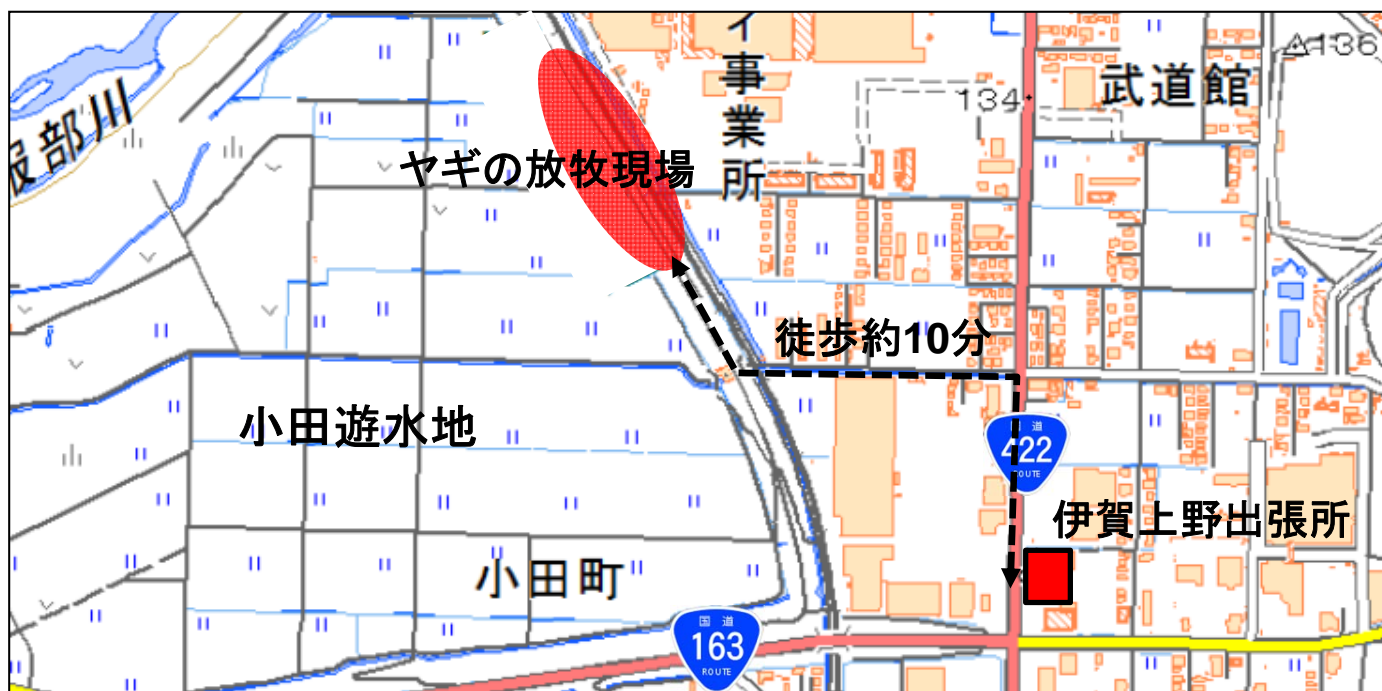 イ事業所
武道館
136
134
服部川
ヤギの放牧現場
徒歩約10分
小田遊水地
国道
422
ROUTE
伊賀上野出張所
小田町
国道
163
ROUTE